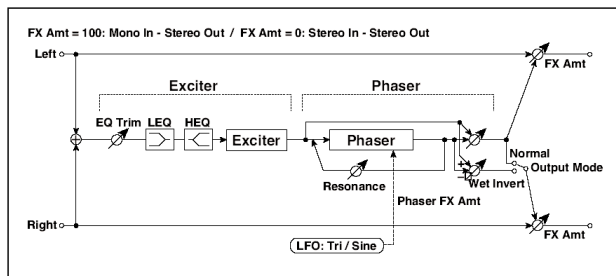 FX Amt = 100: Mono In - Stereo Out / FX Amt = 0: Stereo In - Stereo Out
Left
FX Amt
Exciter
Phaser
EQ Trim
LEQ
HEQ
Exciter
Phaser
Normal
Output Mode
+
-
Wet Invert
Resonance
Phaser FX Amt
Right
FX Amt
LFO: Tri / Sine